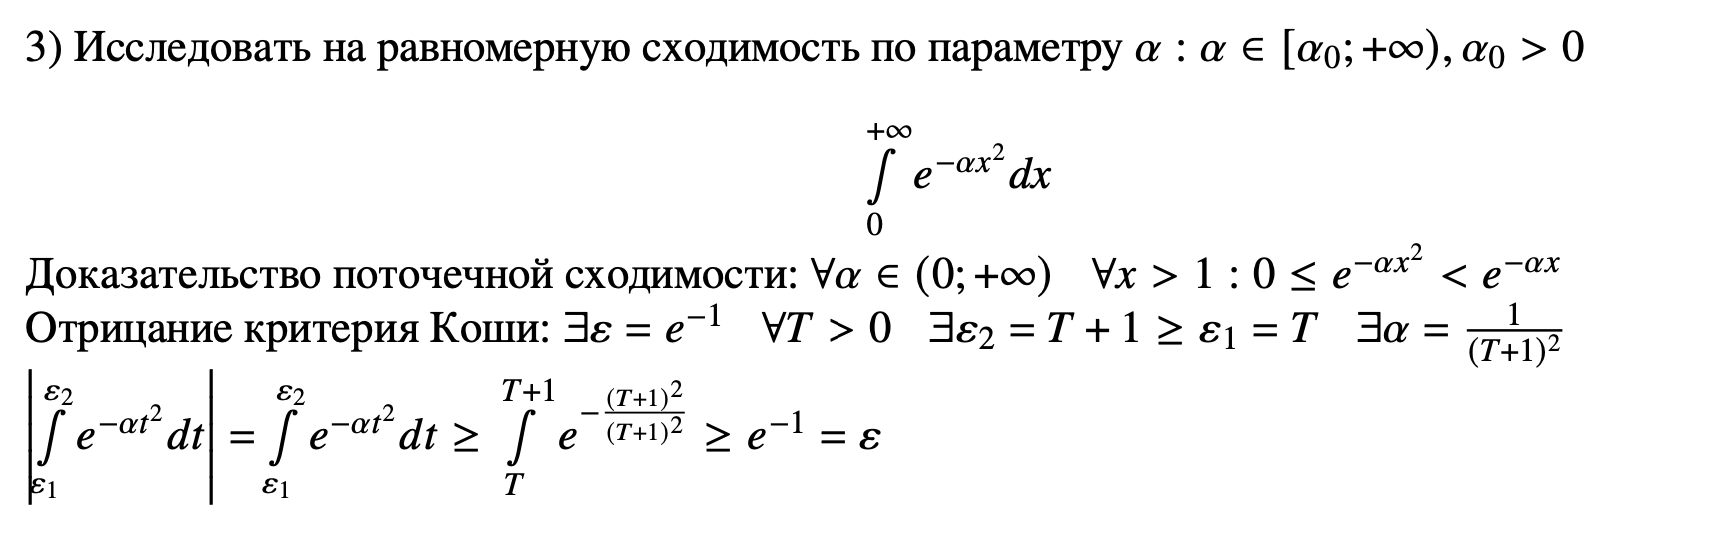 3) Исследовать на равномерную сходимость по параметру α : α ∈ [α₀; +∞), α₀ > 0
+∞
∫ e^{−αx²} dx
0
Доказательство поточечной сходимости: ∀α ∈ (0; +∞) ∀x > 1 : 0 ≤ e^{−αx²} < e^{−αx}
Отрицание критерия Коши: ∃ε = e^{−1} ∀T > 0 ∃ε₂ = T + 1 ≥ ε₁ = T ∃α = 1/(T+1)²
|∫_{ε₁}^{ε₂} e^{−αt²} dt| = ∫_{ε₁}^{ε₂} e^{−αt²} dt ≥ ∫_{T}^{T+1} e^{−(T+1)²/(T+1)²} ≥ e^{−1} = ε